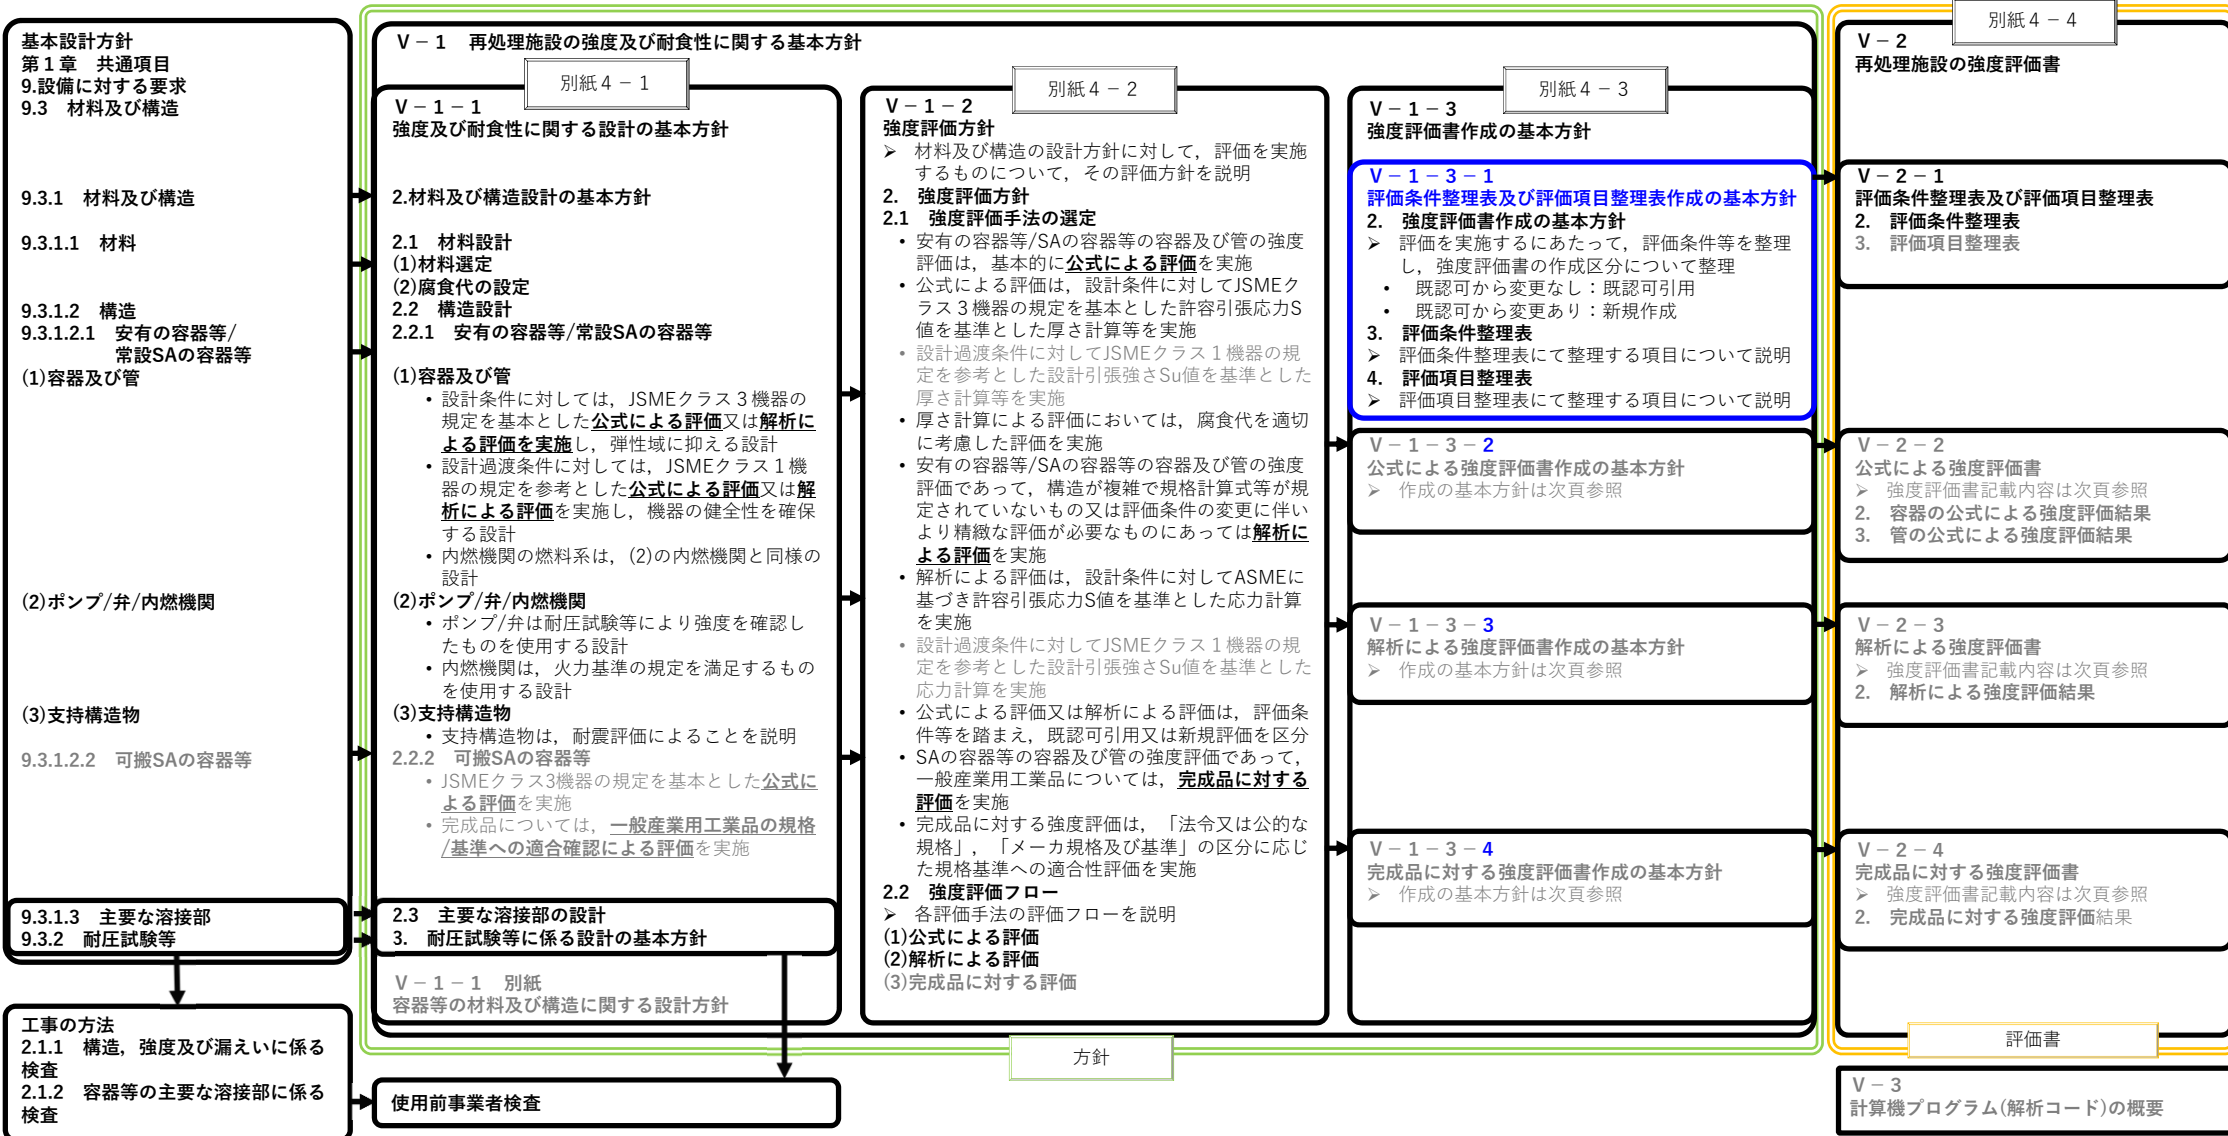 基本設計方針
第1章 共通項目
9.設備に対する要求
9.3 材料及び構造
9.3.1 材料及び構造
9.3.1.1 材料
9.3.1.2 構造
9.3.1.2.1 安有の容器等/
常設SAの容器等
(1)容器及び管
(2)ポンプ/弁/内燃機関
(3)支持構造物
9.3.1.2.2 可搬SAの容器等
9.3.1.3 主要な溶接部
9.3.2 耐圧試験等
工事の方法
2.1.1 構造，強度及び漏えいに係る
検査
2.1.2 容器等の主要な溶接部に係る
検査
Ⅴ－1 再処理施設の強度及び耐食性に関する基本方針
別紙4－1
Ⅴ－1－1
強度及び耐食性に関する設計の基本方針
2.材料及び構造設計の基本方針
2.1 材料設計
(1)材料選定
(2)腐食代の設定
2.2 構造設計
2.2.1 安有の容器等/常設SAの容器等
(1)容器及び管
• 設計条件に対しては，JSMEクラス3機器の
規定を基本とした公式による評価又は解析に
よる評価を実施し，弾性域に抑える設計
• 設計過渡条件に対しては，JSMEクラス1機
器の規定を参考とした公式による評価又は解
析による評価を実施し，機器の健全性を確保
する設計
• 内燃機関の燃料系は，(2)の内燃機関と同様の
設計
(2)ポンプ/弁/内燃機関
• ポンプ/弁は耐圧試験等により強度を確認し
たものを使用する設計
• 内燃機関は，火力基準の規定を満足するもの
を使用する設計
(3)支持構造物
• 支持構造物は，耐震評価によることを説明
2.2.2 可搬SAの容器等
• JSMEクラス3機器の規定を基本とした公式に
よる評価を実施
• 完成品については，一般産業用工業品の規格
/基準への適合確認による評価を実施
2.3 主要な溶接部の設計
3. 耐圧試験等に係る設計の基本方針
Ⅴ－1－1 別紙
容器等の材料及び構造に関する設計方針
使用前事業者検査
別紙4－2
Ⅴ－1－2
強度評価方針
➢ 材料及び構造の設計方針に対して，評価を実施
するものについて，その評価方針を説明
2. 強度評価方針
2.1 強度評価手法の選定
• 安有の容器等/SAの容器等の容器及び管の強度
評価は，基本的に公式による評価を実施
• 公式による評価は，設計条件に対してJSMEク
ラス3機器の規定を基本とした許容引張応力S
値を基準とした厚さ計算等を実施
• 設計過渡条件に対してJSMEクラス1機器の規
定を参考とした設計引張強さSu値を基準とした
厚さ計算等を実施
• 厚さ計算による評価においては，腐食代を適切
に考慮した評価を実施
• 安有の容器等/SAの容器等の容器及び管の強度
評価であって，構造が複雑で規格計算式等が規
定されていないもの又は評価条件の変更に伴い
より精緻な評価が必要なものにあっては解析に
よる評価を実施
• 解析による評価は，設計条件に対してASMEに
基づき許容引張応力S値を基準とした応力計算
を実施
• 設計過渡条件に対してJSMEクラス1機器の規
定を参考とした設計引張強さSu値を基準とした
応力計算を実施
• 公式による評価又は解析による評価は，評価条
件等を踏まえ，既認可引用又は新規評価を区分
• SAの容器等の容器及び管の強度評価であって，
一般産業用工業品については，完成品に対する
評価を実施
• 完成品に対する強度評価は，「法令又は公的な
規格」，「メーカ規格及び基準」の区分に応じ
た規格基準への適合性評価を実施
2.2 強度評価フロー
➢ 各評価手法の評価フローを説明
(1)公式による評価
(2)解析による評価
(3)完成品に対する評価
方針
別紙4－3
Ⅴ－1－3
強度評価書作成の基本方針
Ⅴ－1－3－1
評価条件整理表及び評価項目整理表作成の基本方針
2. 強度評価書作成の基本方針
➢ 評価を実施するにあたって，評価条件等を整理
し，強度評価書の作成区分について整理
• 既認可から変更なし：既認可引用
• 既認可から変更あり：新規作成
3. 評価条件整理表
➢ 評価条件整理表にて整理する項目について説明
4. 評価項目整理表
➢ 評価項目整理表にて整理する項目について説明
Ⅴ－1－3－2
公式による強度評価書作成の基本方針
➢ 作成の基本方針は次頁参照
Ⅴ－1－3－3
解析による強度評価書作成の基本方針
➢ 作成の基本方針は次頁参照
Ⅴ－1－3－4
完成品に対する強度評価書作成の基本方針
➢ 作成の基本方針は次頁参照
別紙4－4
Ⅴ－2
再処理施設の強度評価書
Ⅴ－2－1
評価条件整理表及び評価項目整理表
2. 評価条件整理表
3. 評価項目整理表
Ⅴ－2－2
公式による強度評価書
➢ 強度評価書記載内容は次頁参照
2. 容器の公式による強度評価結果
3. 管の公式による強度評価結果
Ⅴ－2－3
解析による強度評価書
➢ 強度評価書記載内容は次頁参照
2. 解析による強度評価結果
Ⅴ－2－4
完成品に対する強度評価書
➢ 強度評価書記載内容は次頁参照
2. 完成品に対する強度評価結果
評価書
Ⅴ－3
計算機プログラム(解析コード)の概要